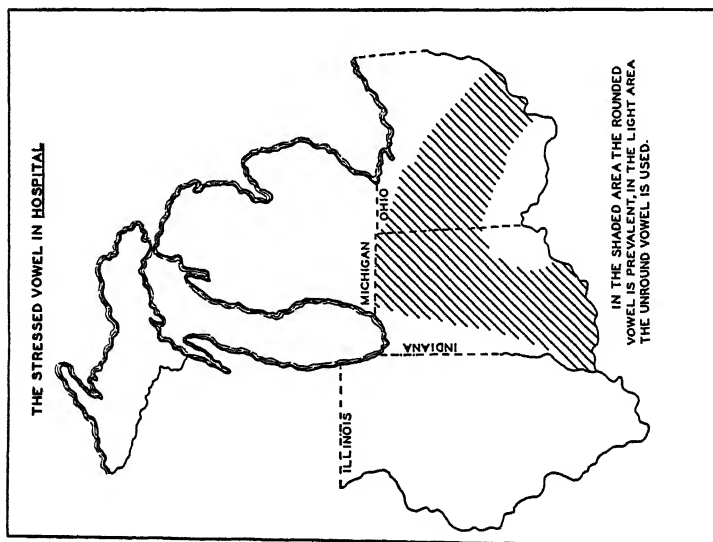 THE STRESSED VOWEL IN HOSPITAL
MICHIGAN
OHIO
INDIANA
ILLINOIS
IN THE SHADED AREA THE ROUNDED
VOWEL IS PREVALENT, IN THE LIGHT AREA
THE UNROUND VOWEL IS USED.